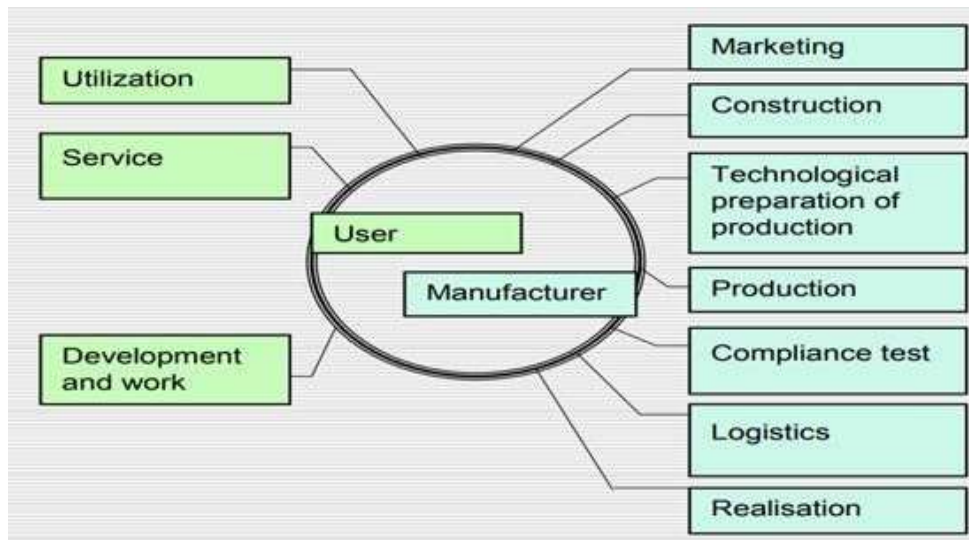 Utilization
Service
User
Manufacturer
Development
and work
Marketing
Construction
Technological
preparation of
production
Production
Compliance test
Logistics
Realisation